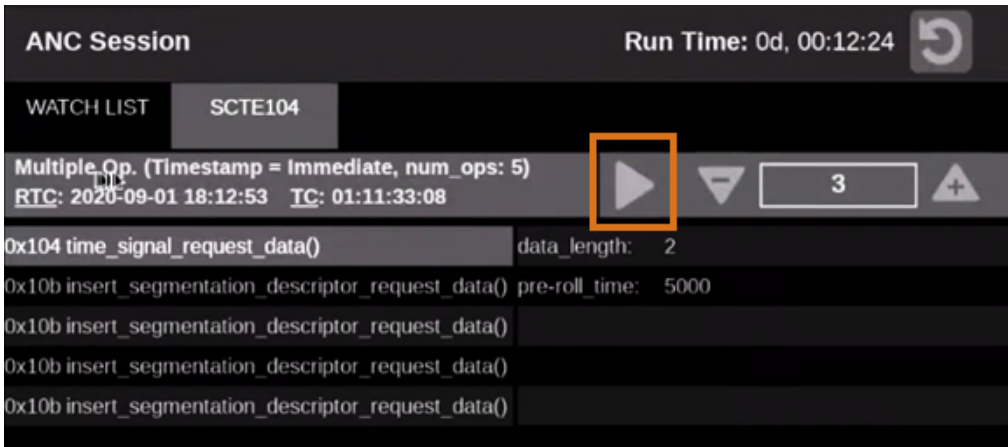 ANC Session
Run Time: 0d, 00:12:24
WATCH LIST
SCTE104
Multiple Op. (Timestamp = Immediate, num_ops: 5)
RTC: 2020-09-01 18:12:53 TC: 01:11:33:08
3
0x104 time_signal_request_data() data_length: 2
0x10b insert_segmentation_descriptor_request_data() pre-roll_time: 5000
0x10b insert_segmentation_descriptor_request_data()
0x10b insert_segmentation_descriptor_request_data()
0x10b insert_segmentation_descriptor_request_data()